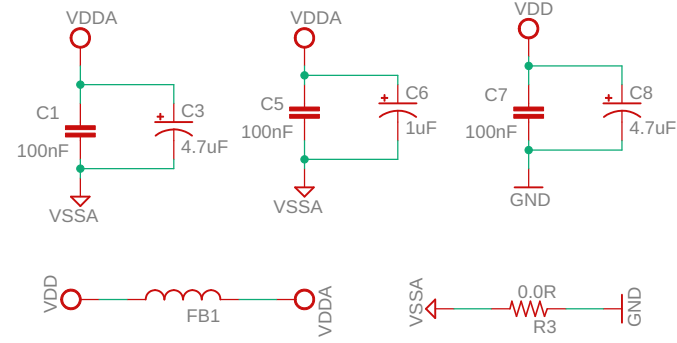 VDDA
C1
100nF
C3
4.7uF
VSSA
VDDA
C5
100nF
C6
1uF
VSSA
VDD
C7
100nF
C8
4.7uF
GND
VDD
FB1
VDDA
VSSA
0.0R
R3
GND